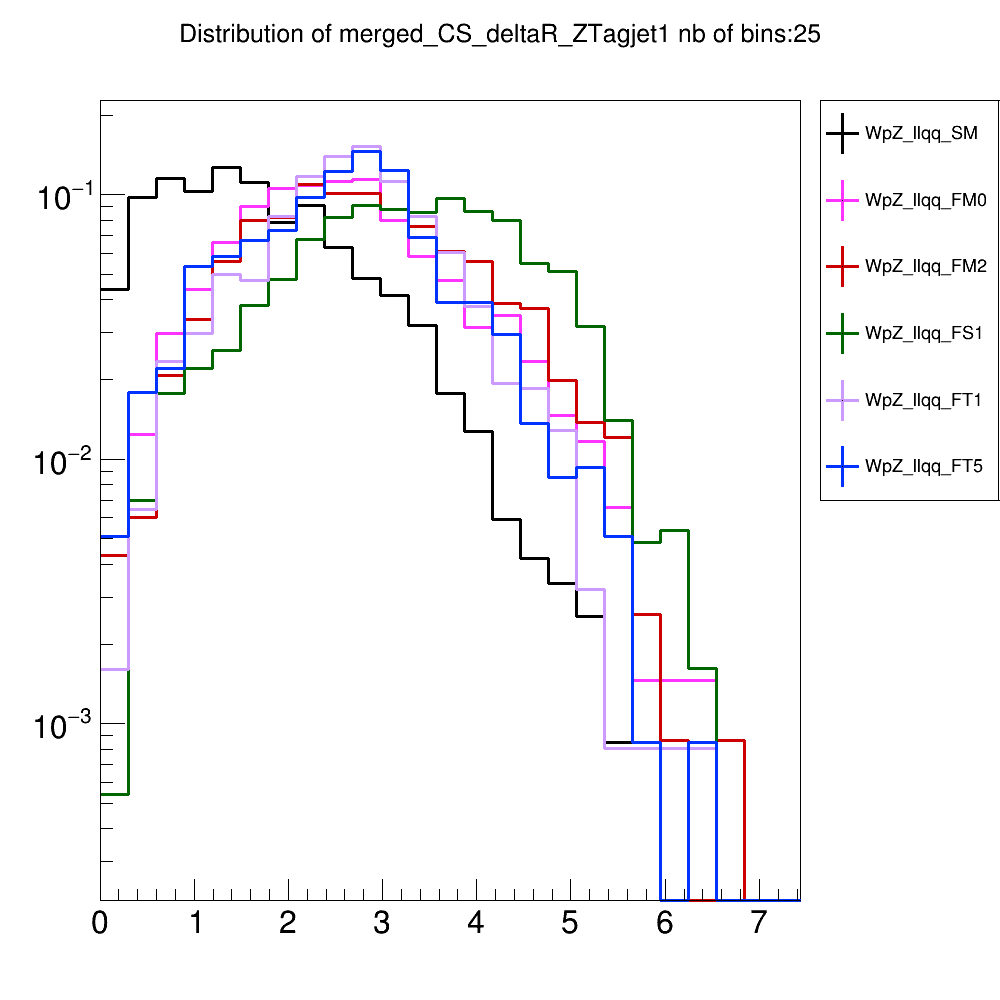 Distribution of merged_CS_deltaR_ZTagjet1 nb of bins:25
WpZ_llqq_SM
WpZ_llqq_FM0
WpZ_llqq_FM2
WpZ_llqq_FS1
WpZ_llqq_FT1
WpZ_llqq_FT5
10⁻¹
10⁻²
10⁻³
0 1 2 3 4 5 6 7